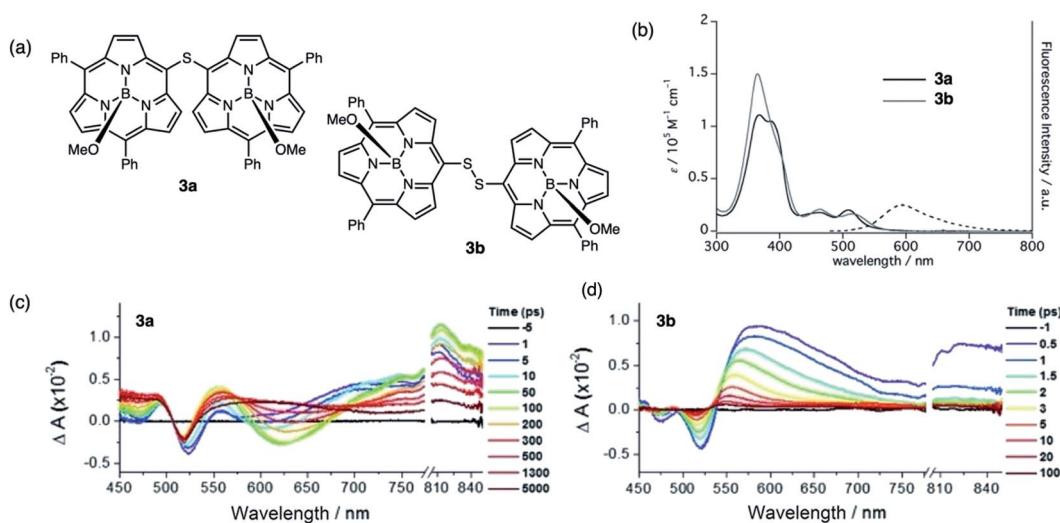 (a)
Ph
S
Ph
N
N
B
B
N
N
N
N
OMe
OMe
Ph
Ph
3a
Ph
MeO
N
B
N
N
S
S
Ph
Ph
N
B
N
N
OMe
Ph
3b
(b)
2
1.5
1
0.5
0
ε / 10⁵ M⁻¹ cm⁻¹
3a
3b
Fluorescence Intensity / a.u.
300 400 500 600 700 800
wavelength / nm
(c)
3a
1.0
0.5
0.0
-0.5
Δ A (x10⁻²)
450 500 550 600 650 700 750 810 840
Wavelength / nm
Time (ps)
-5
1
5
10
50
100
200
300
500
1300
5000
(d)
3b
1.0
0.5
0.0
-0.5
Δ A (x10⁻²)
450 500 550 600 650 700 750 810 840
Wavelength / nm
Time (ps)
-1
0.5
1
1.5
2
3
5
10
20
100